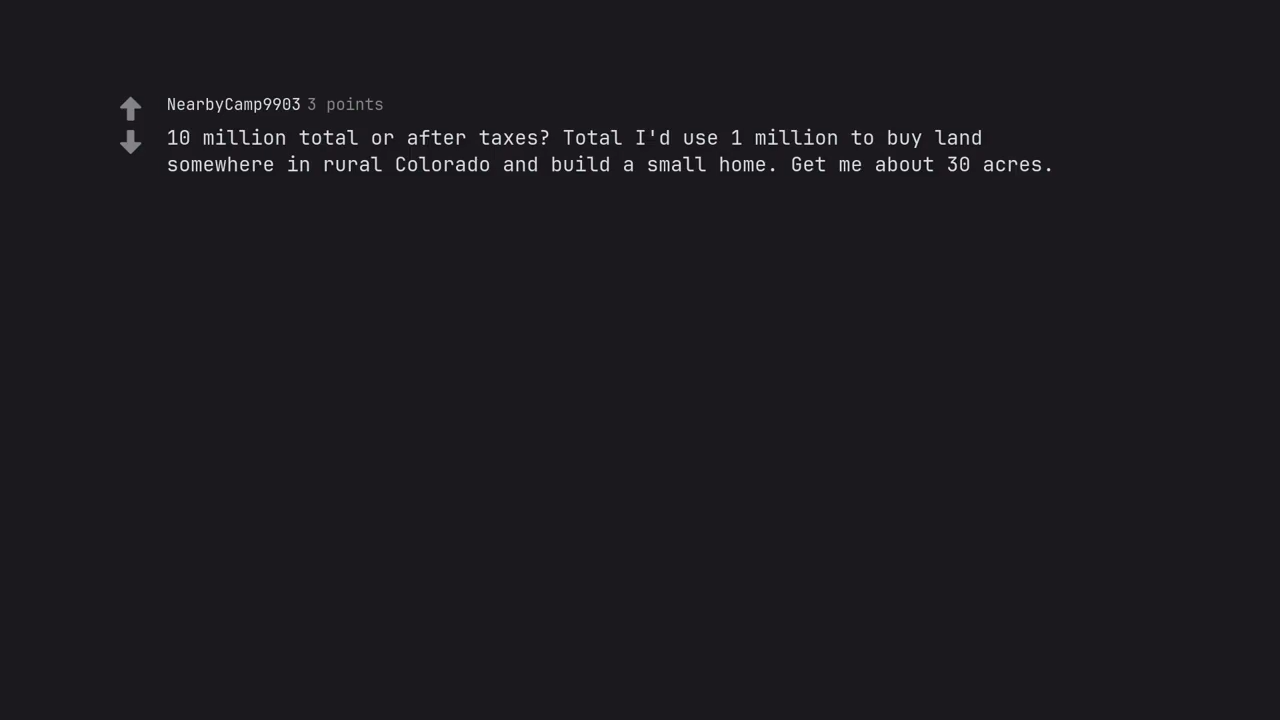 NearbyCamp9903 3 points
10 million total or after taxes? Total I'd use 1 million to buy land
somewhere in rural Colorado and build a small home. Get me about 30 acres.